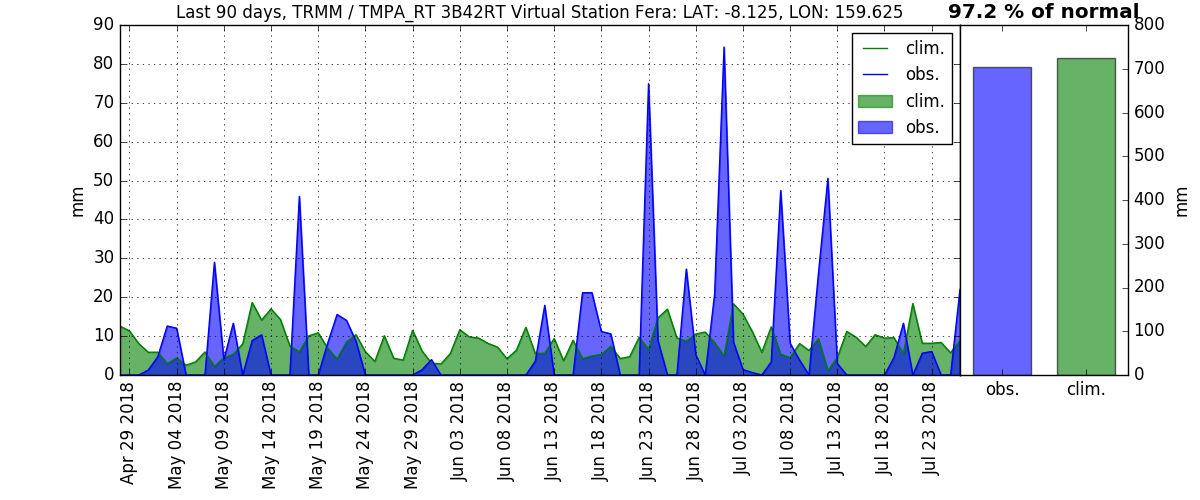 Last 90 days, TRMM / TMPA_RT 3B42RT Virtual Station Fera: LAT: -8.125, LON: 159.625
97.2 % of normal
90
80
70
60
50
40
30
20
10
0
mm
clim.
obs.
clim.
obs.
800
700
600
500
400
300
200
100
0
mm
obs.
clim.
Apr 29 2018
May 04 2018
May 09 2018
May 14 2018
May 19 2018
May 24 2018
May 29 2018
Jun 03 2018
Jun 08 2018
Jun 13 2018
Jun 18 2018
Jun 23 2018
Jun 28 2018
Jul 03 2018
Jul 08 2018
Jul 13 2018
Jul 18 2018
Jul 23 2018